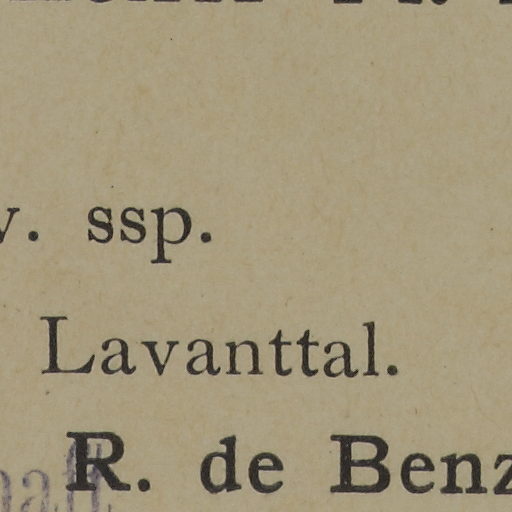 v. ssp.
Lavanttal.
R. de Benz